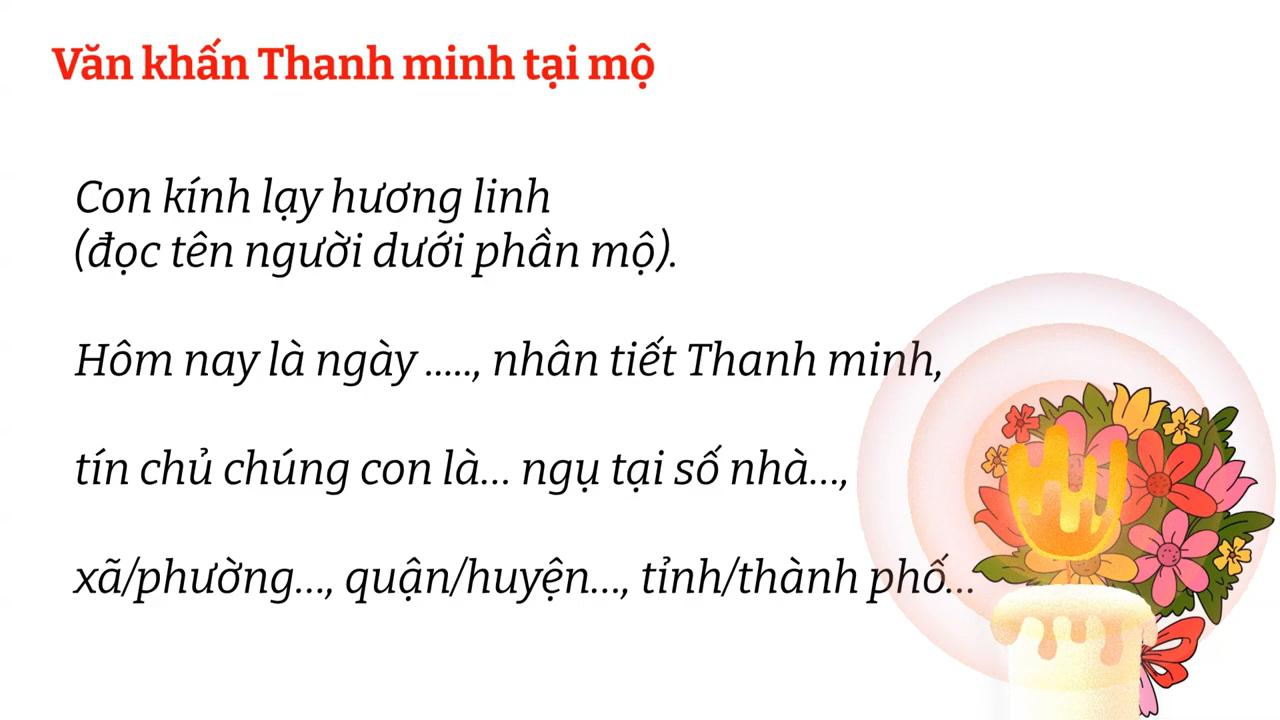 Văn khấn Thanh minh tại mộ
Con kính lạy hương linh
(đọc tên người dưới phần mộ).
Hôm nay là ngày ....., nhân tiết Thanh minh,
tín chủ chúng con là... ngụ tại số nhà...,
xã/phường..., quận/huyện..., tỉnh/thành phố...